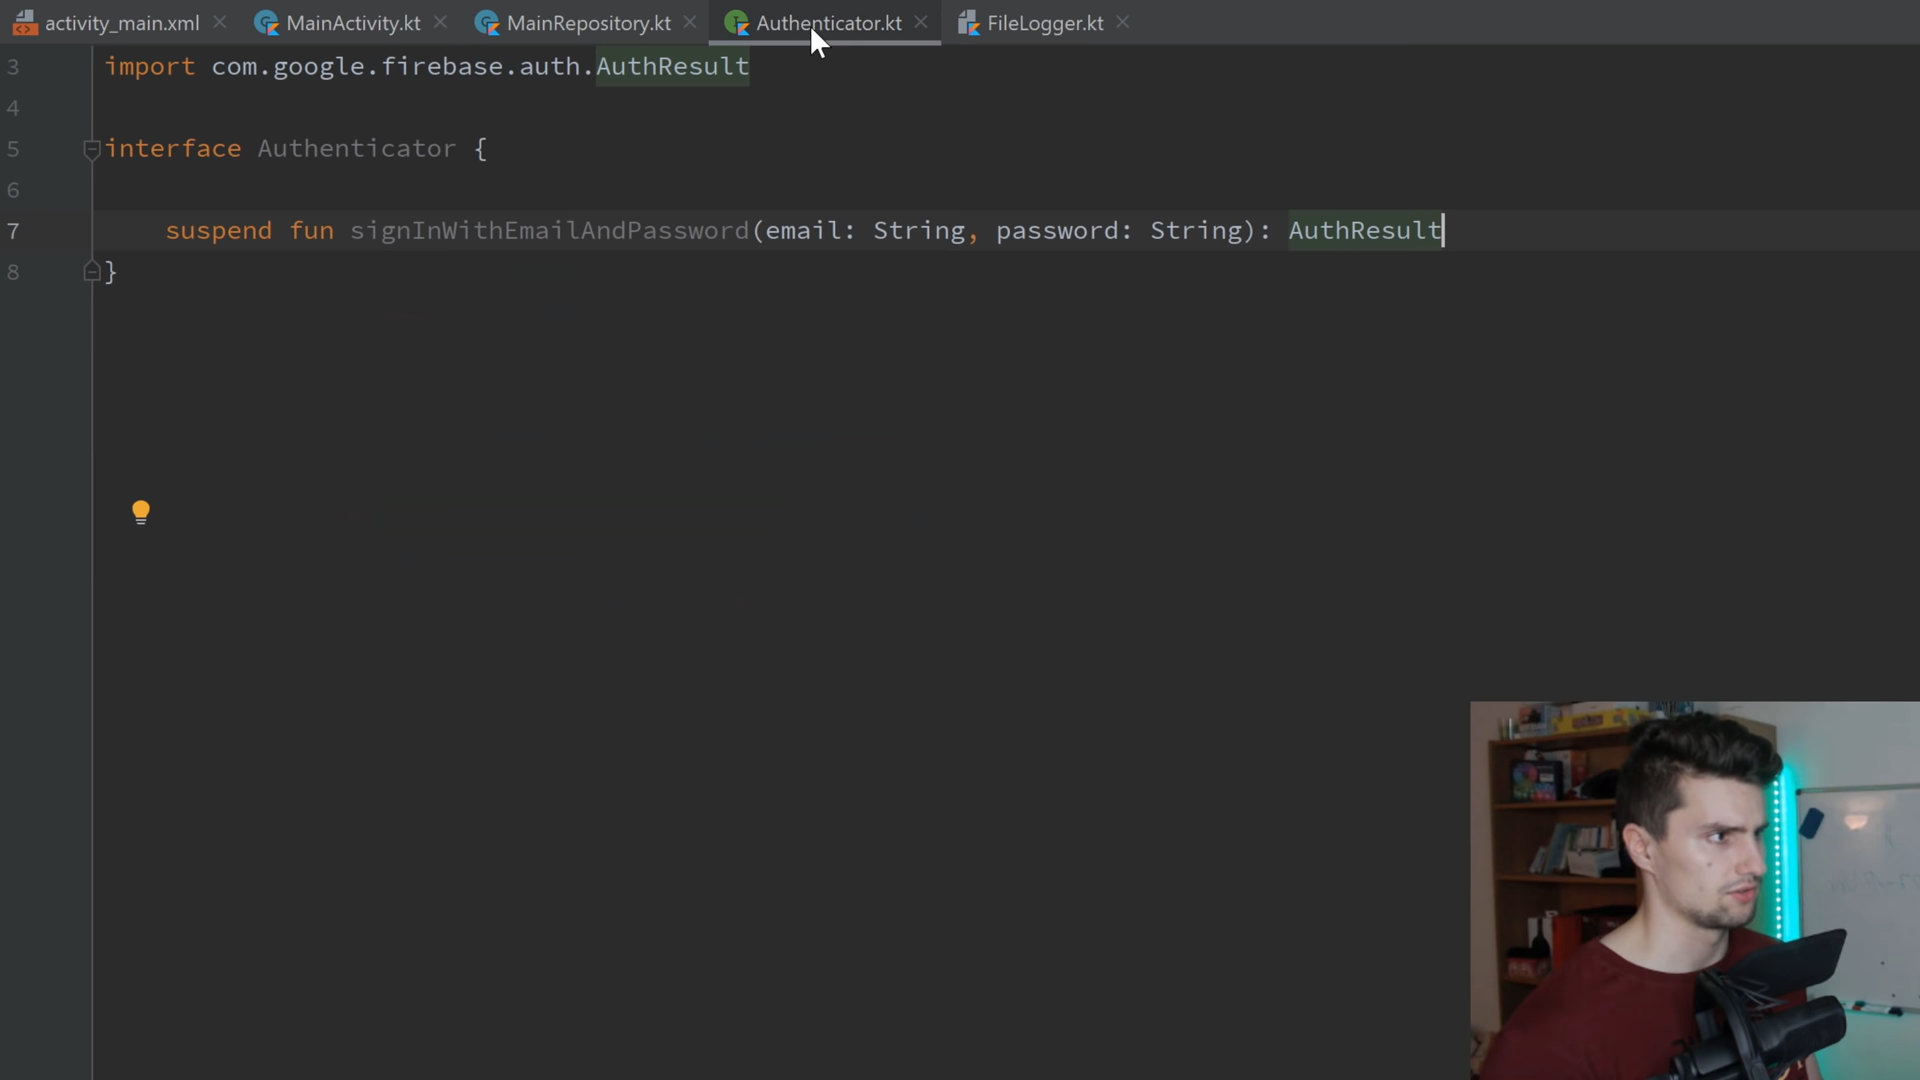 activity_main.xml MainActivity.kt MainRepository.kt Authenticator.kt FileLogger.kt
3 import com.google.firebase.auth.AuthResult
4
5 interface Authenticator {
6
7 suspend fun signInWithEmailAndPassword(email: String, password: String): AuthResult
8 }